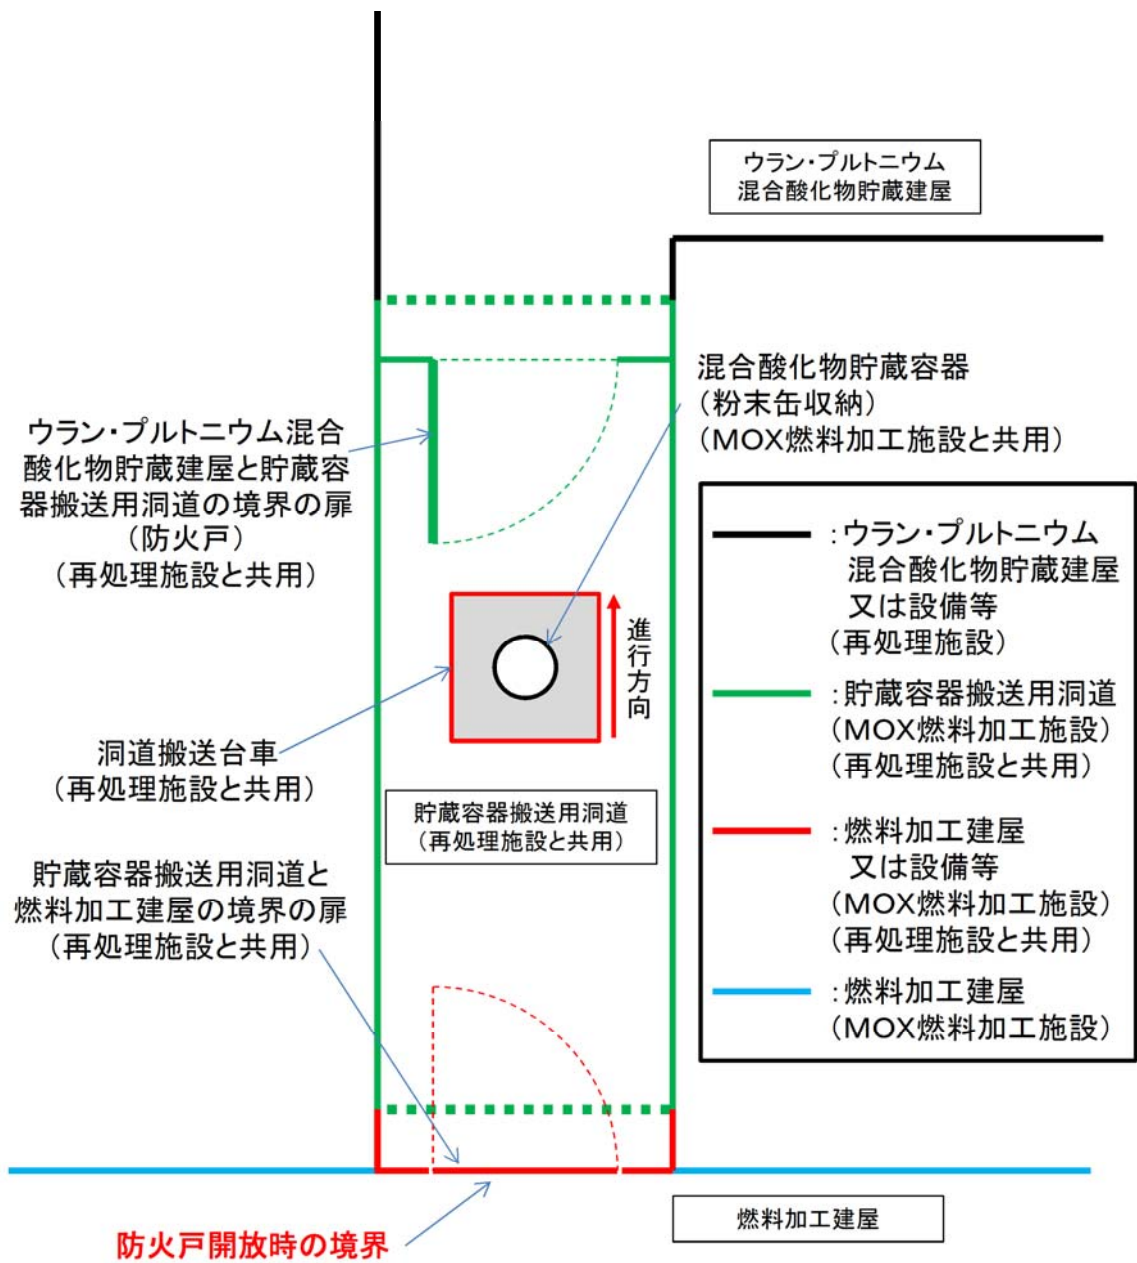 ウラン・プルトニウム
混合酸化物貯蔵建屋
混合酸化物貯蔵容器
(粉末缶収納)
(MOX燃料加工施設と共用)
ウラン・プルトニウム混合
酸化物貯蔵建屋と貯蔵容
器搬送用洞道の境界の扉
(防火戸)
(再処理施設と共用)
進行方向
洞道搬送台車
(再処理施設と共用)
貯蔵容器搬送用洞道
(再処理施設と共用)
貯蔵容器搬送用洞道と
燃料加工建屋の境界の扉
(再処理施設と共用)
:ウラン・プルトニウム
混合酸化物貯蔵建屋
又は設備等
(再処理施設)
:貯蔵容器搬送用洞道
(MOX燃料加工施設)
(再処理施設と共用)
:燃料加工建屋
又は設備等
(MOX燃料加工施設)
(再処理施設と共用)
:燃料加工建屋
(MOX燃料加工施設)
燃料加工建屋
防火戸開放時の境界